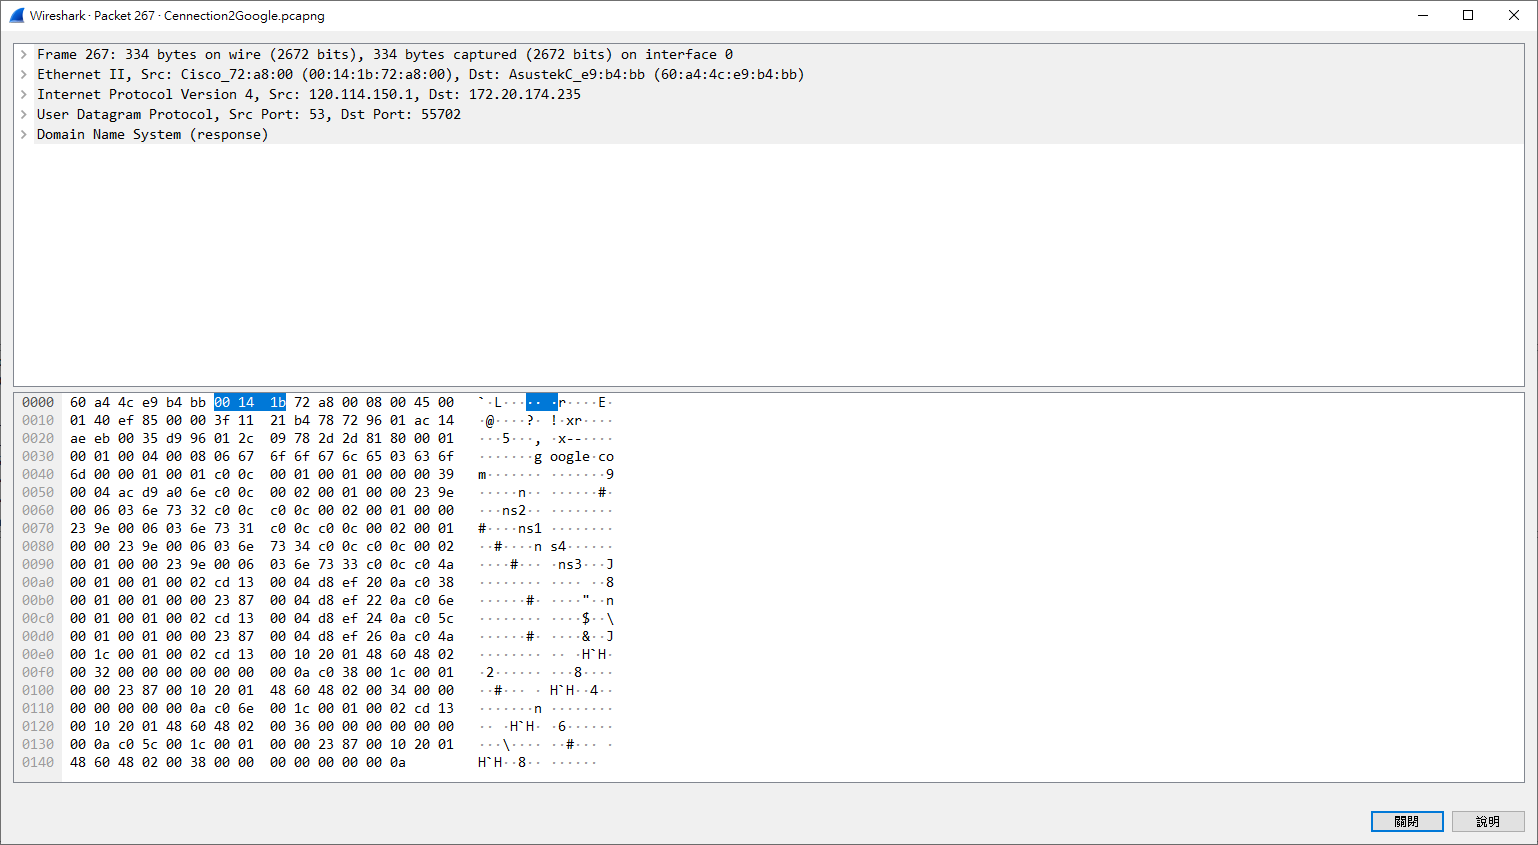 Wireshark · Packet 267 · Cennection2Google.pcapng
Frame 267: 334 bytes on wire (2672 bits), 334 bytes captured (2672 bits) on interface 0
Ethernet II, Src: Cisco_72:a8:00 (00:14:1b:72:a8:00), Dst: AsustekC_e9:b4:bb (60:a4:4c:e9:b4:bb)
Internet Protocol Version 4, Src: 120.114.150.1, Dst: 172.20.174.235
User Datagram Protocol, Src Port: 53, Dst Port: 55702
Domain Name System (response)
0000 60 a4 4c e9 b4 bb 00 14 1b 72 a8 00 08 00 45 00 `·L······r····E·
0010 01 40 ef 85 00 00 3f 11 21 b4 78 72 96 01 ac 14 ·@····?·!·xr····
0020 ae eb 00 35 d9 96 01 2c 09 78 2d 2d 81 80 00 01 ···5···,·x--····
0030 00 01 00 04 00 08 06 67 6f 6f 67 6c 65 03 63 6f ·······google·co
0040 6d 00 00 01 00 01 c0 0c 00 01 00 01 00 00 00 39 m··············9
0050 00 04 ac d9 a0 6e c0 0c 00 02 00 01 00 00 23 9e ·····n········#·
0060 00 06 03 6e 73 32 c0 0c c0 0c 00 02 00 01 00 00 ···ns2··········
0070 23 9e 00 06 03 6e 73 31 c0 0c c0 0c 00 02 00 01 #····ns1········
0080 00 00 23 9e 00 06 03 6e 73 34 c0 0c c0 0c 00 02 ··#····ns4······
0090 00 01 00 00 23 9e 00 06 03 6e 73 33 c0 0c c0 4a ····#····ns3···J
00a0 00 01 00 01 00 02 cd 13 00 04 d8 ef 20 0a c0 38 ············ ··8
00b0 00 01 00 01 00 00 23 87 00 04 d8 ef 22 0a c0 6e ······#·····"··n
00c0 00 01 00 01 00 02 cd 13 00 04 d8 ef 24 0a c0 5c ············$··\
00d0 00 01 00 01 00 00 23 87 00 04 d8 ef 26 0a c0 4a ······#·····&··J
00e0 00 1c 00 01 00 02 cd 13 00 10 20 01 48 60 48 02 ·········· ·H`H·
00f0 00 32 00 00 00 00 00 00 00 0a c0 38 00 1c 00 01 ·2·········8····
0100 00 00 23 87 00 10 20 01 48 60 48 02 00 34 00 00 ··#··· ·H`H··4··
0110 00 00 00 00 00 0a c0 6e 00 1c 00 01 00 02 cd 13 ·······n········
0120 00 10 20 01 48 60 48 02 00 36 00 00 00 00 00 00 ·· ·H`H··6······
0130 00 0a c0 5c 00 1c 00 01 00 00 23 87 00 10 20 01 ···\······#··· ·
0140 48 60 48 02 00 38 00 00 00 00 00 00 00 0a H`H··8········
關閉
說明